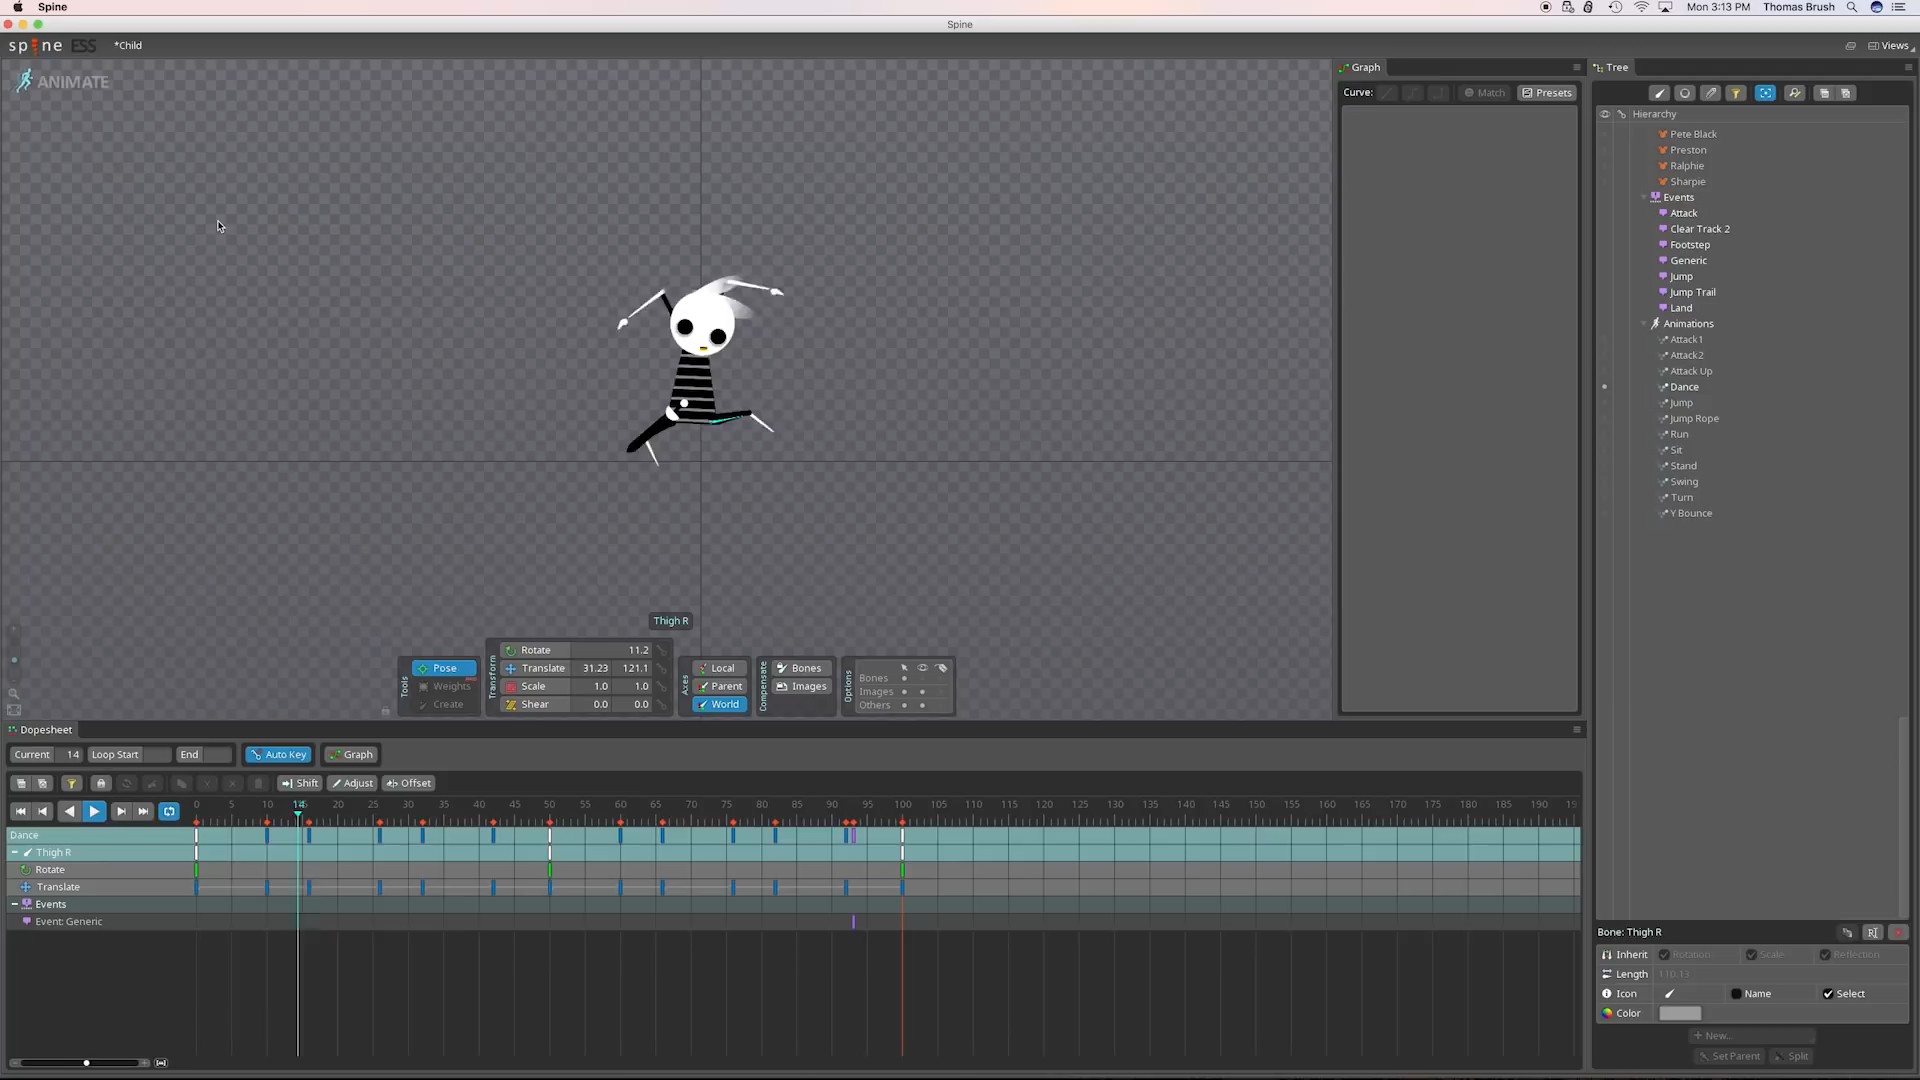 Spine
Mon 3:13 PM Thomas Brush
Spine
spine ESS *Child Views
ANIMATE
Graph
Curve: Match Presets
Tree
Hierarchy
Pete Black
Preston
Ralphie
Sharpie
Events
Attack
Clear Track 2
Footstep
Generic
Jump
Jump Trail
Land
Animations
Attack1
Attack2
Attack Up
Dance
Jump
Jump Rope
Run
Sit
Stand
Swing
Turn
Y Bounce
Thigh R
Tools
Pose
Weights
Create
Transform
Rotate 11.2
Translate 31.23 121.1
Scale 1.0 1.0
Shear 0.0 0.0
Axes
Local
Parent
World
Compensate
Bones
Images
Options
Bones
Images
Others
Dopesheet
Current 14 Loop Start End Auto Key Graph
Shift Adjust Offset
0 5 10 14 20 25 30 35 40 45 50 55 60 65 70 75 80 85 90 95 100 105 110 115 120 125 130 135 140 145 150 155 160 165 170 175 180 185 190 19
Dance
Thigh R
Rotate
Translate
Events
Event: Generic
Bone: Thigh R
Inherit Rotation Scale Reflection
Length 110.13
Icon Name Select
Color
+ New...
Set Parent Split